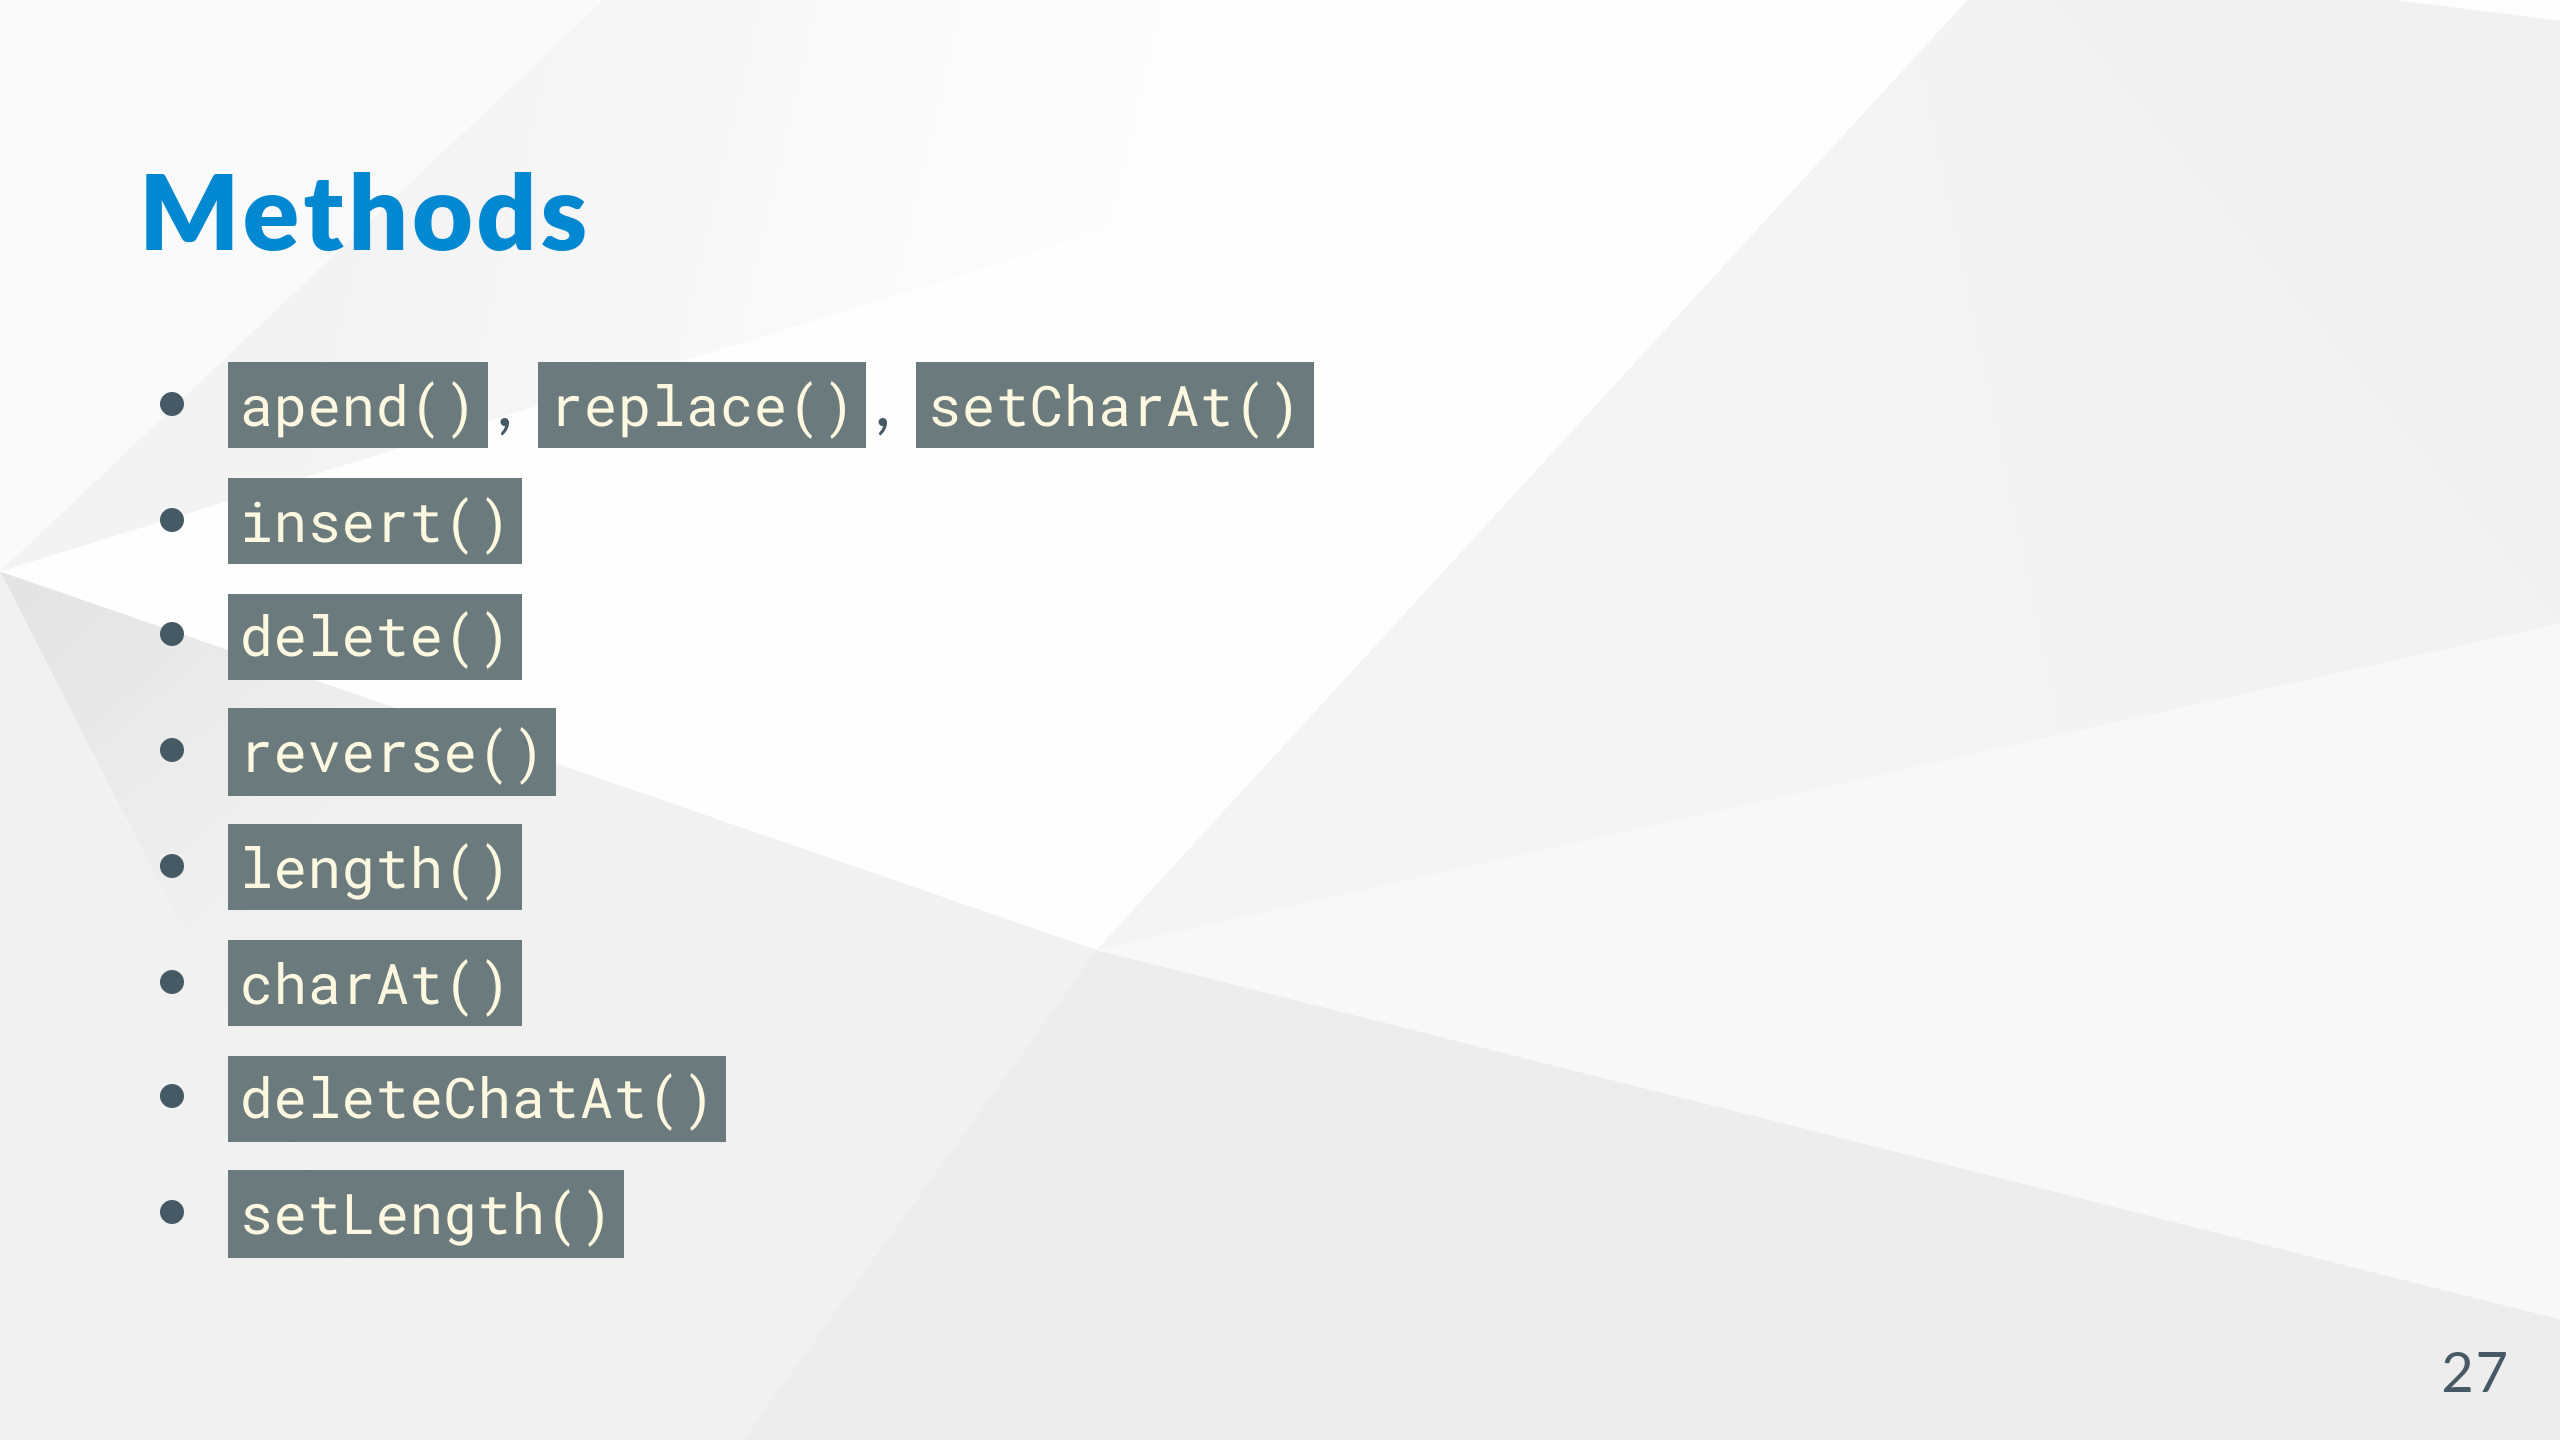 Methods
• apend(), replace(), setCharAt()
• insert()
• delete()
• reverse()
• length()
• charAt()
• deleteChatAt()
• setLength()
27